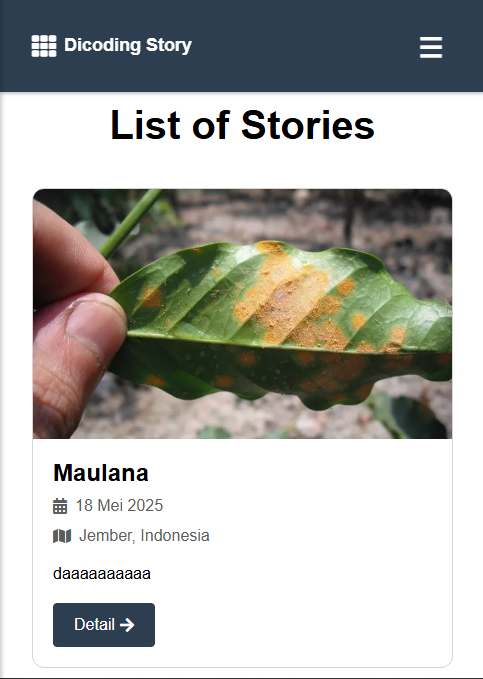 Dicoding Story
List of Stories
Maulana
18 Mei 2025
Jember, Indonesia
daaaaaaaaaa
Detail